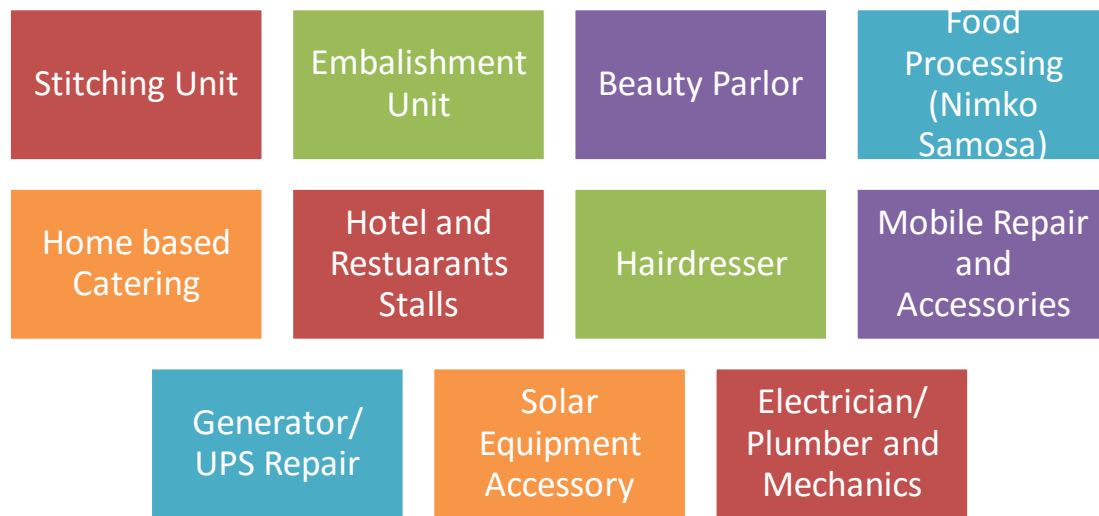 Stitching Unit
Embalishment
Unit
Beauty Parlor
Food
Processing
(Nimko
Samosa)
Home based
Catering
Hotel and
Restuarants
Stalls
Hairdresser
Mobile Repair
and
Accessories
Generator/
UPS Repair
Solar
Equipment
Accessory
Electrician/
Plumber and
Mechanics